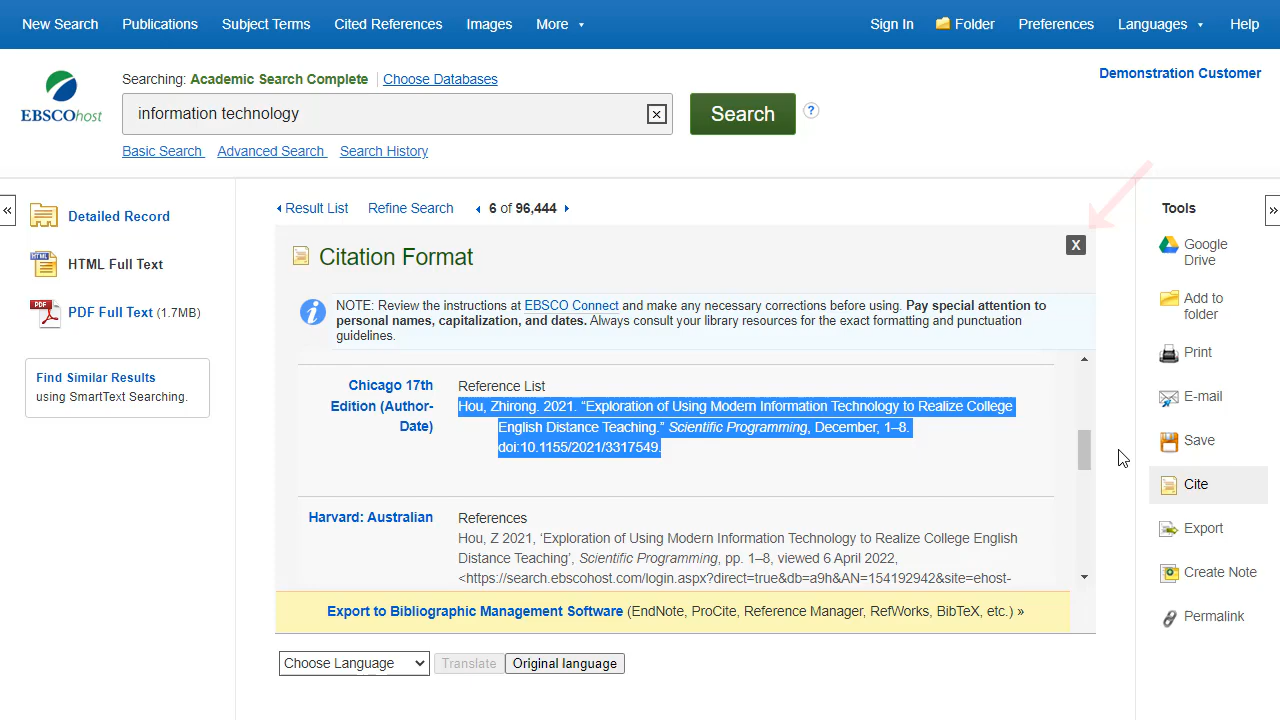 New Search Publications Subject Terms Cited References Images More Sign In Folder Preferences Languages Help
Demonstration Customer
EBSCOhost
Searching: Academic Search Complete Choose Databases
information technology
Search
?
Basic Search Advanced Search Search History
«
Detailed Record
HTML Full Text
PDF Full Text (1.7MB)
Find Similar Results
using SmartText Searching.
Result List Refine Search 6 of 96,444
Citation Format
X
NOTE: Review the instructions at EBSCO Connect and make any necessary corrections before using. Pay special attention to
personal names, capitalization, and dates. Always consult your library resources for the exact formatting and punctuation
guidelines.
Chicago 17th
Edition (Author-
Date)
Reference List
Hou, Zhirong. 2021. “Exploration of Using Modern Information Technology to Realize College
English Distance Teaching.” Scientific Programming, December, 1–8.
doi:10.1155/2021/3317549.
Harvard: Australian
References
Hou, Z 2021, ‘Exploration of Using Modern Information Technology to Realize College English
Distance Teaching’, Scientific Programming, pp. 1–8, viewed 6 April 2022,
<https://search.ebscohost.com/login.aspx?direct=true&db=a9h&AN=154192942&site=ehost-
Export to Bibliographic Management Software (EndNote, ProCite, Reference Manager, RefWorks, BibTeX, etc.) »
Choose Language Translate Original language
Tools
»
Google
Drive
Add to
folder
Print
E-mail
Save
Cite
Export
Create Note
Permalink